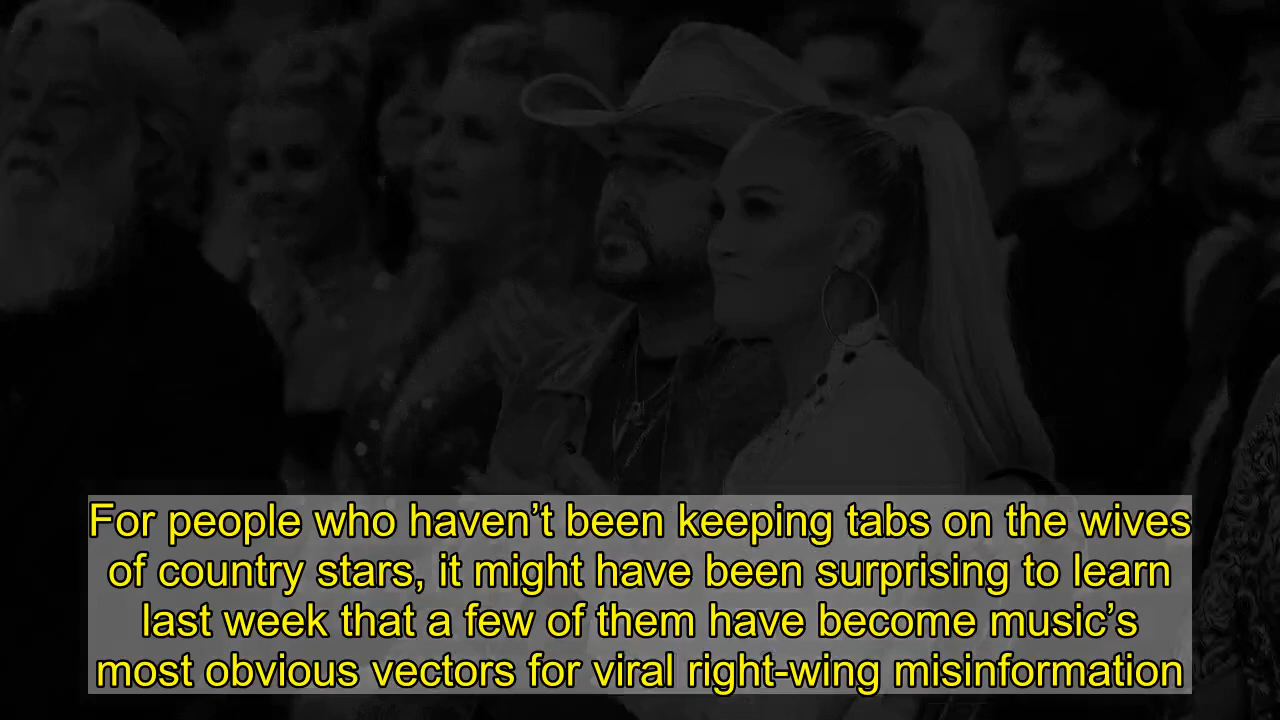 For people who haven’t been keeping tabs on the wives
of country stars, it might have been surprising to learn
last week that a few of them have become music’s
most obvious vectors for viral right-wing misinformation